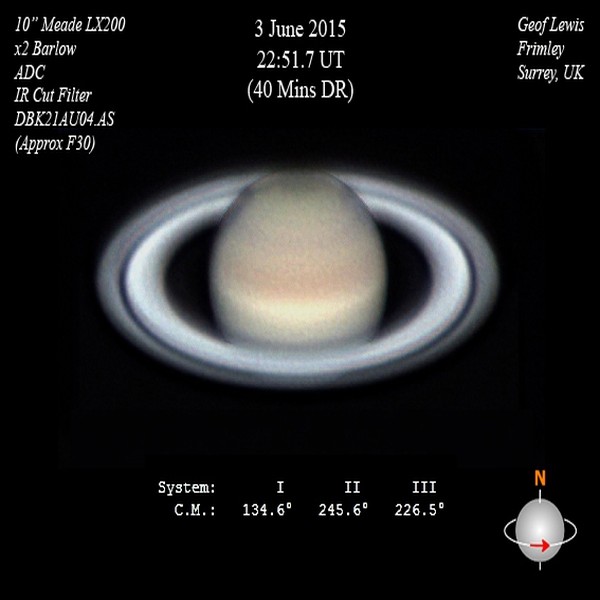 10” Meade LX200
x2 Barlow
ADC
IR Cut Filter
DBK21AU04.AS
(Approx F30)
3 June 2015
22:51.7 UT
(40 Mins DR)
Geof Lewis
Frimley
Surrey, UK
System: I II III
C.M.: 134.6° 245.6° 226.5°
N